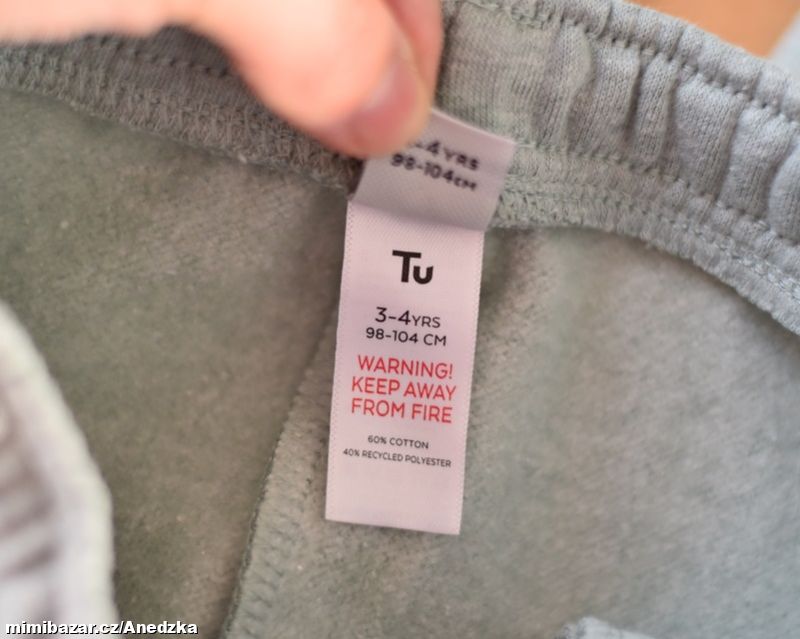 -4YRS
98-104CM
Tu
3-4YRS
98-104 CM
WARNING!
KEEP AWAY
FROM FIRE
60% COTTON
40% RECYCLED POLYESTER
mimibazar.cz/Anedzka